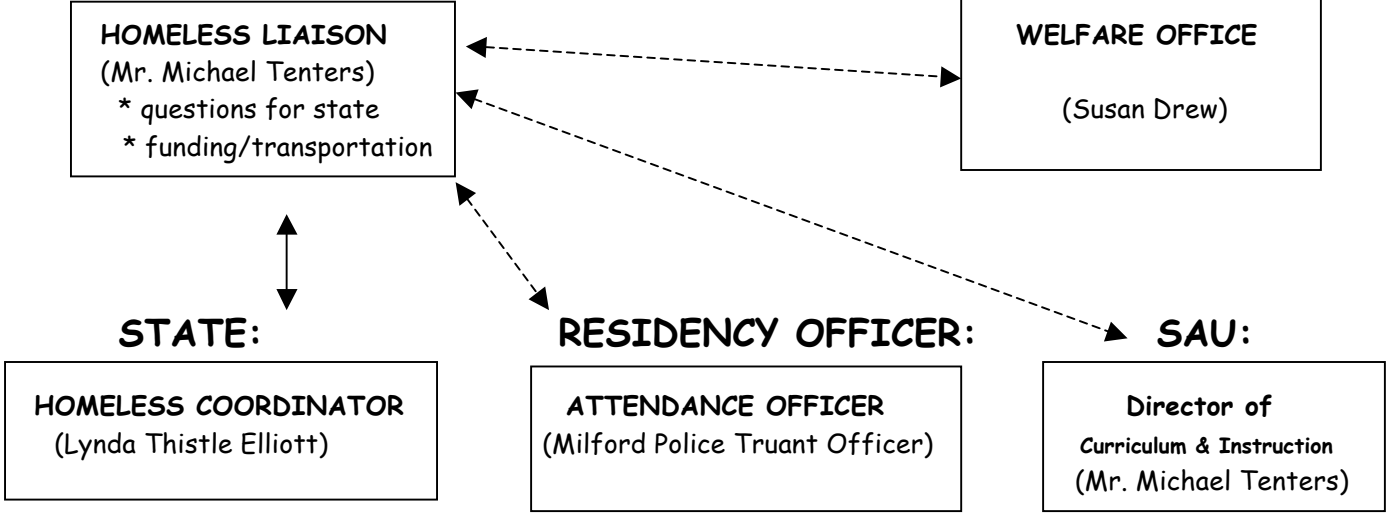 HOMELESS LIAISON
(Mr. Michael Tenters)
* questions for state
* funding/transportation
WELFARE OFFICE
(Susan Drew)
STATE:
HOMELESS COORDINATOR
(Lynda Thistle Elliott)
RESIDENCY OFFICER:
ATTENDANCE OFFICER
(Milford Police Truant Officer)
SAU:
Director of
Curriculum & Instruction
(Mr. Michael Tenters)